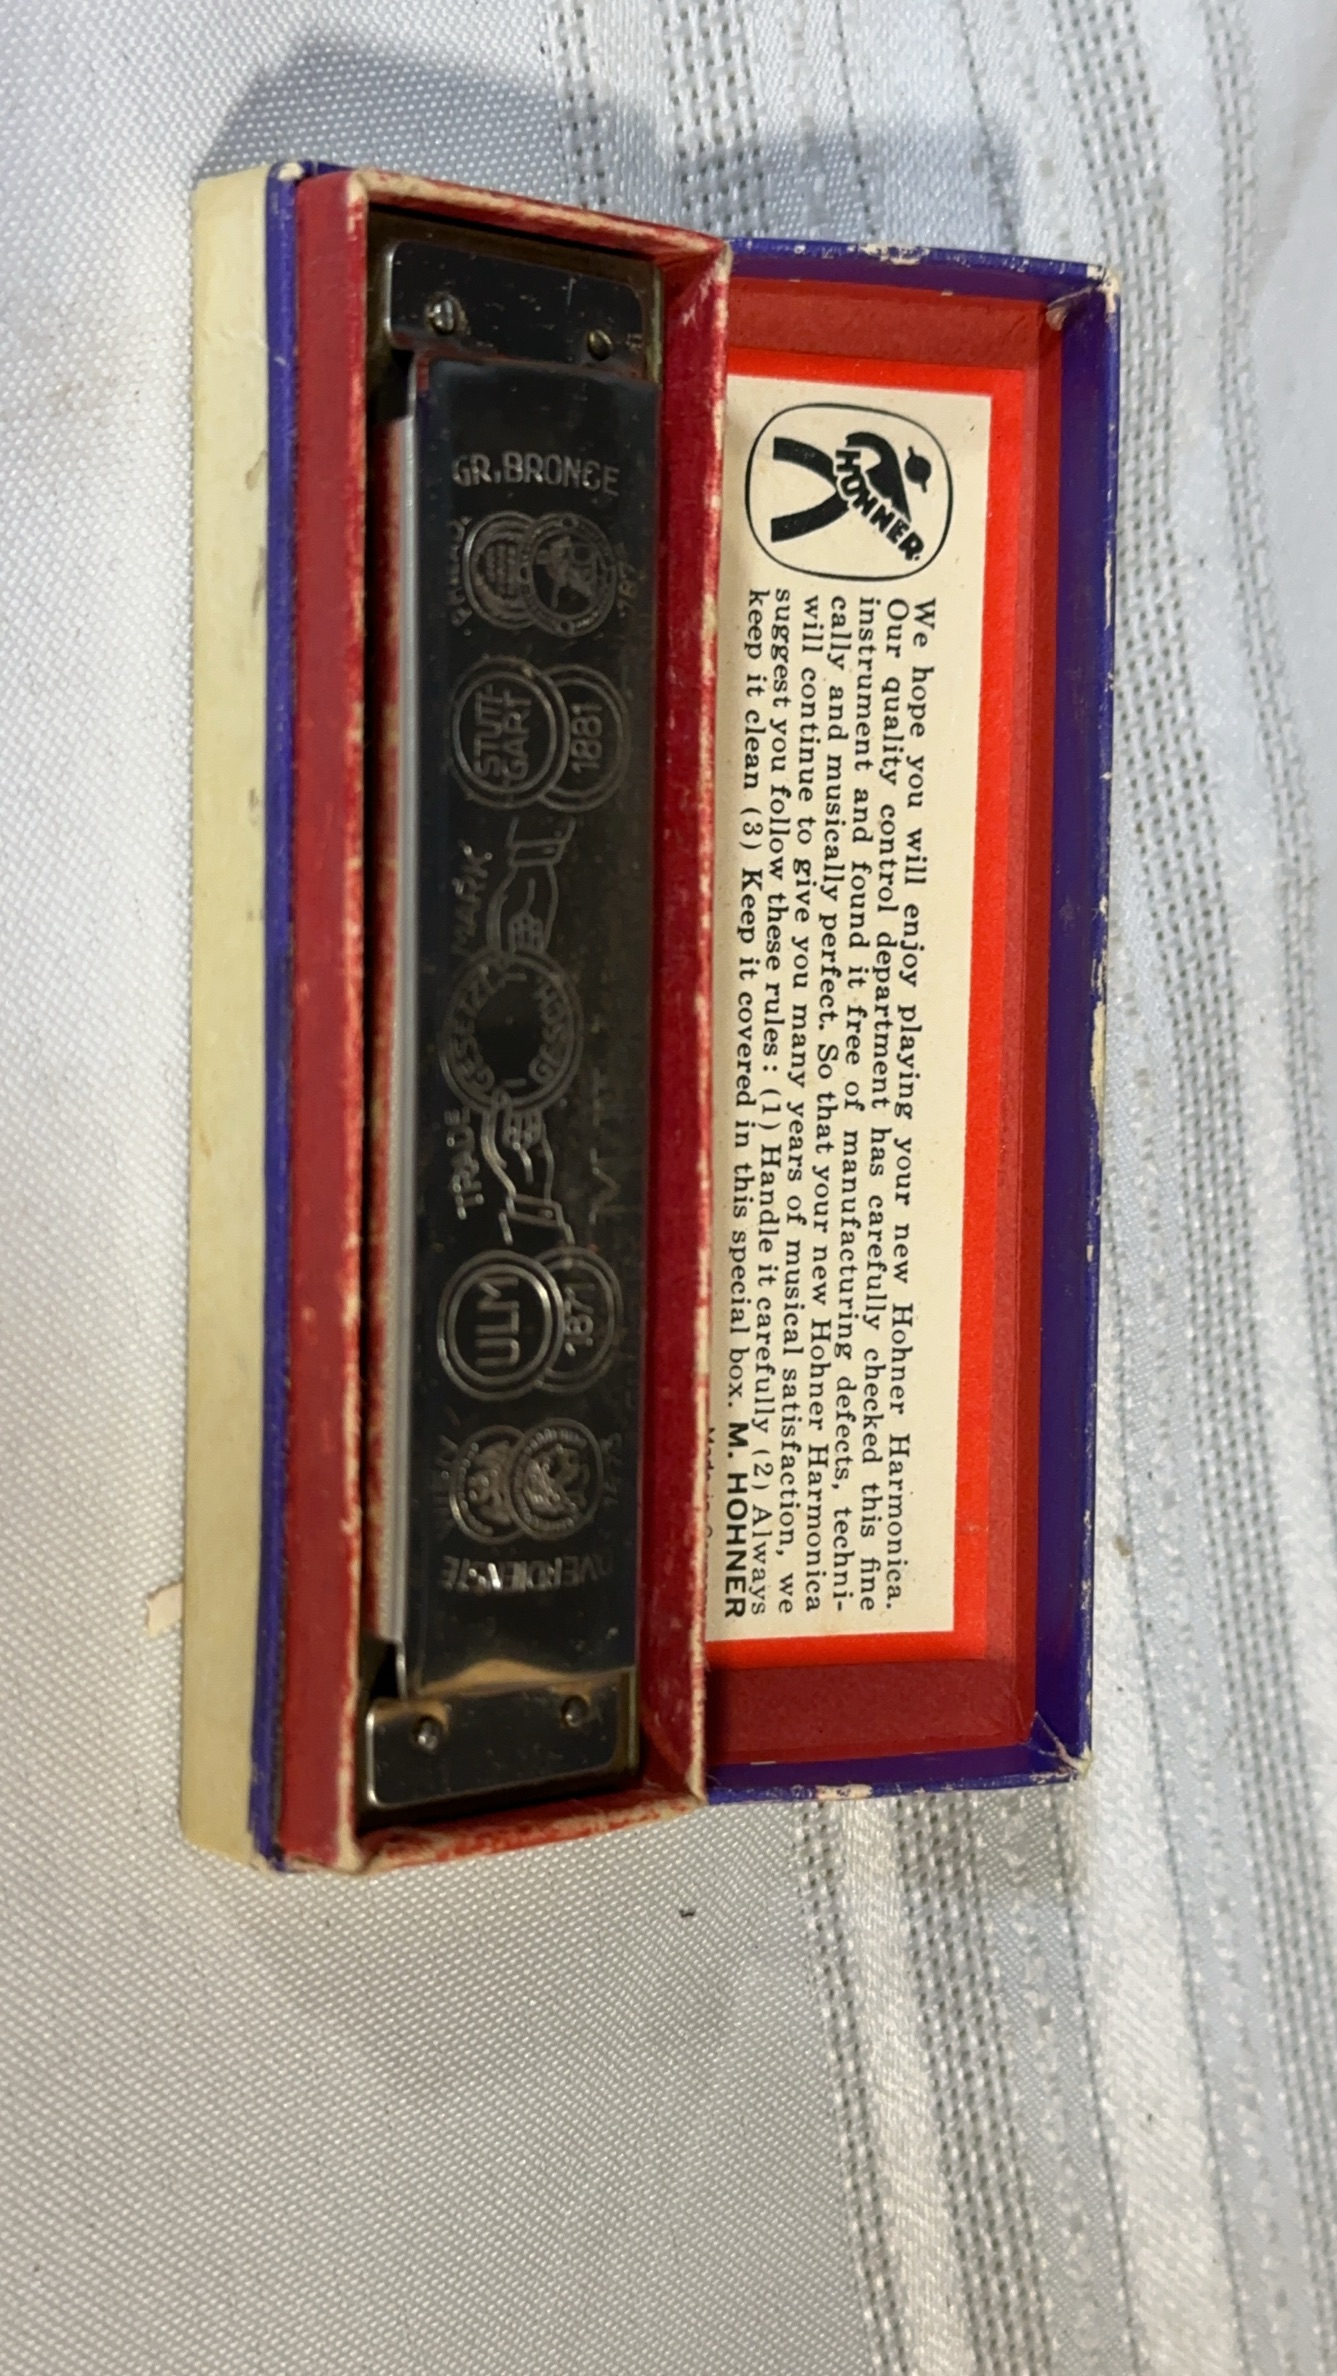 HOHNER.
We hope you will enjoy playing your new Hohner Harmonica.
Our quality control department has carefully checked this fine
instrument and found it free of manufacturing defects, techni-
cally and musically perfect. So that your new Hohner Harmonica
will continue to give you many years of musical satisfaction, we
suggest you follow these rules: (1) Handle it carefully (2) Always
keep it clean (3) Keep it covered in this special box. M. HOHNER
Made in
GR. BRONCE
1881
STUTT
GART
MARK
TRADE
1871
ULM